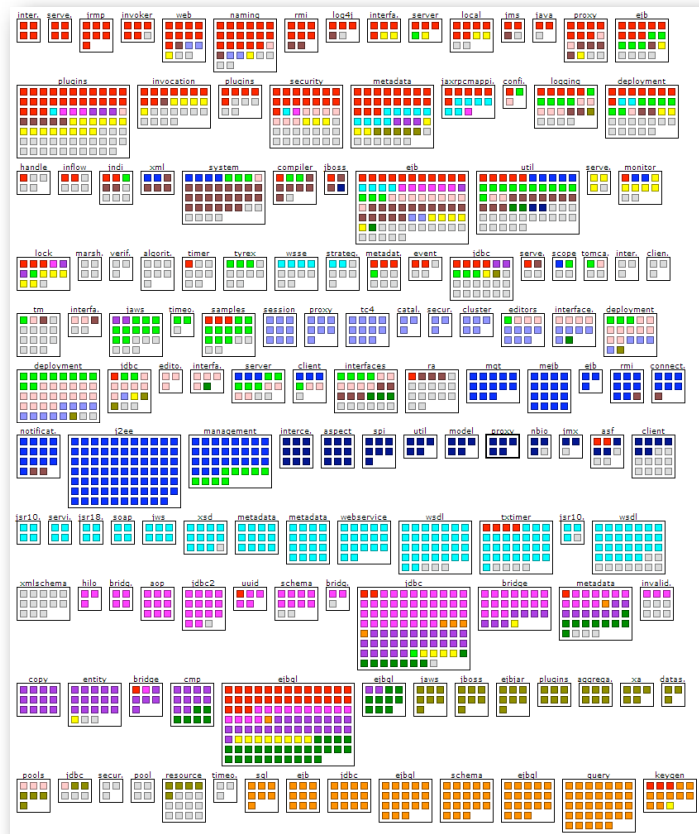 inter. serve. jrmp invoker web naming rmi log4j interfa. server local jms java proxy ejb
plugins invocation plugins security metadata jaxrpcmappi. confi. logging deployment
handle inflow jndi xml system compiler jboss ejb util serve. monitor
lock marsh. verif. algorit. timer tyrex wsse strateg. metadat. event jdbc serve. scope tomca. inter. clien.
tm interfa. jaws timeo. samples session proxy tc4 catal. secur. cluster editors interface. deployment
deployment jdbc edito. interfa. server client interfaces ra mqt mejb ejb rmi connect.
notificat. j2ee management interce. aspect spi util model proxy nbio jmx asf client
jsr10. servi. jsr18. soap jws xsd metadata metadata webservice wsdl txtimer jsr10. wsdl
xmlschema hilo bridg. aop jdbc2 uuid schema bridg. jdbc bridge metadata invalid.
copy entity bridge cmp ejbql ejbql jaws jboss ejbjar plugins aggrega. xa datas.
pools jdbc secur. pool resource timeo. sql ejb jdbc ejbql schema ejbql query keygen